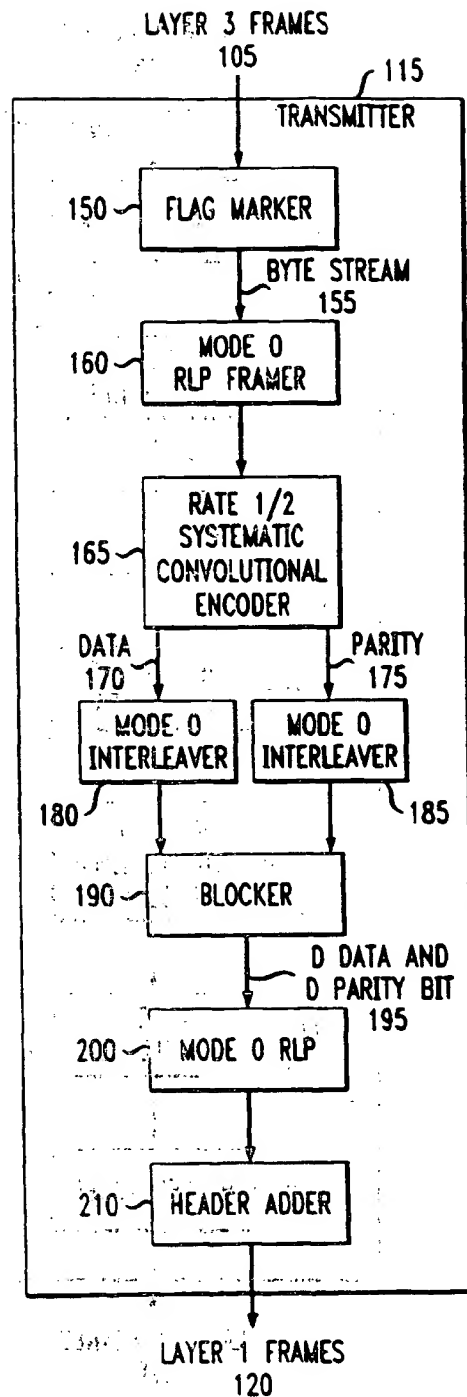 LAYER 3 FRAMES
105
115
TRANSMITTER
150
FLAG MARKER
BYTE STREAM
155
160
MODE 0
RLP FRAMER
165
RATE 1/2
SYSTEMATIC
CONVOLUTIONAL
ENCODER
DATA
170
PARITY
175
MODE 0
INTERLEAVER
MODE 0
INTERLEAVER
180
185
190
BLOCKER
D DATA AND
D PARITY BIT
195
200
MODE 0 RLP
210
HEADER ADDER
LAYER 1 FRAMES
120